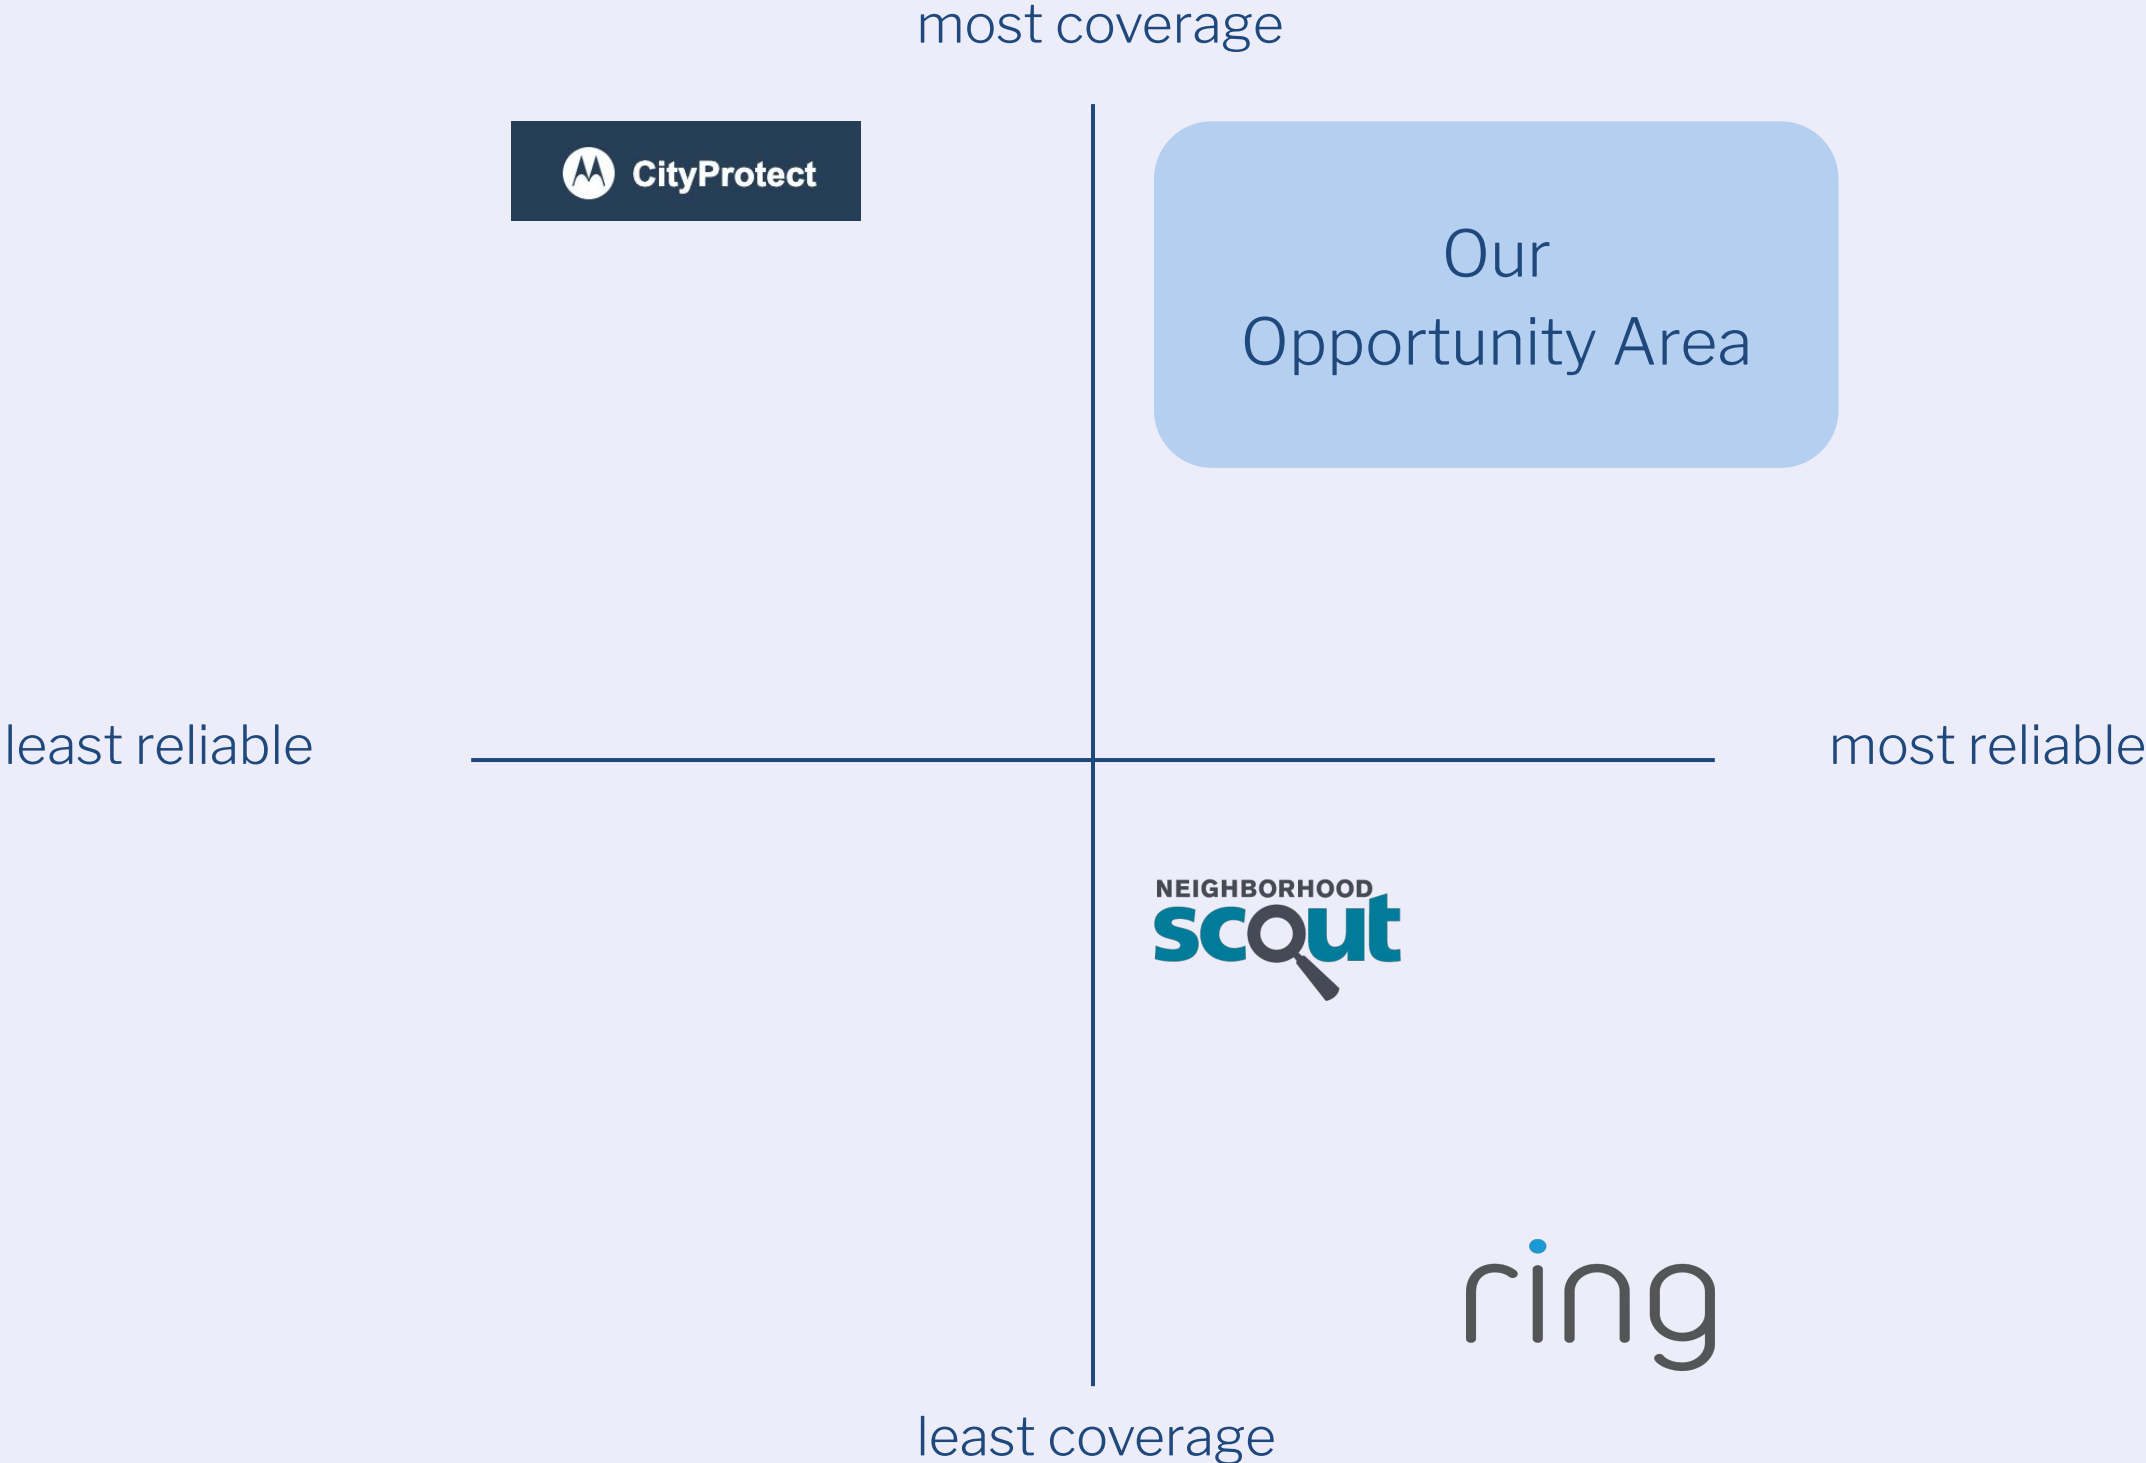 most coverage
CityProtect
Our
Opportunity Area
least reliable
most reliable
NEIGHBORHOOD
scout
ring
least coverage